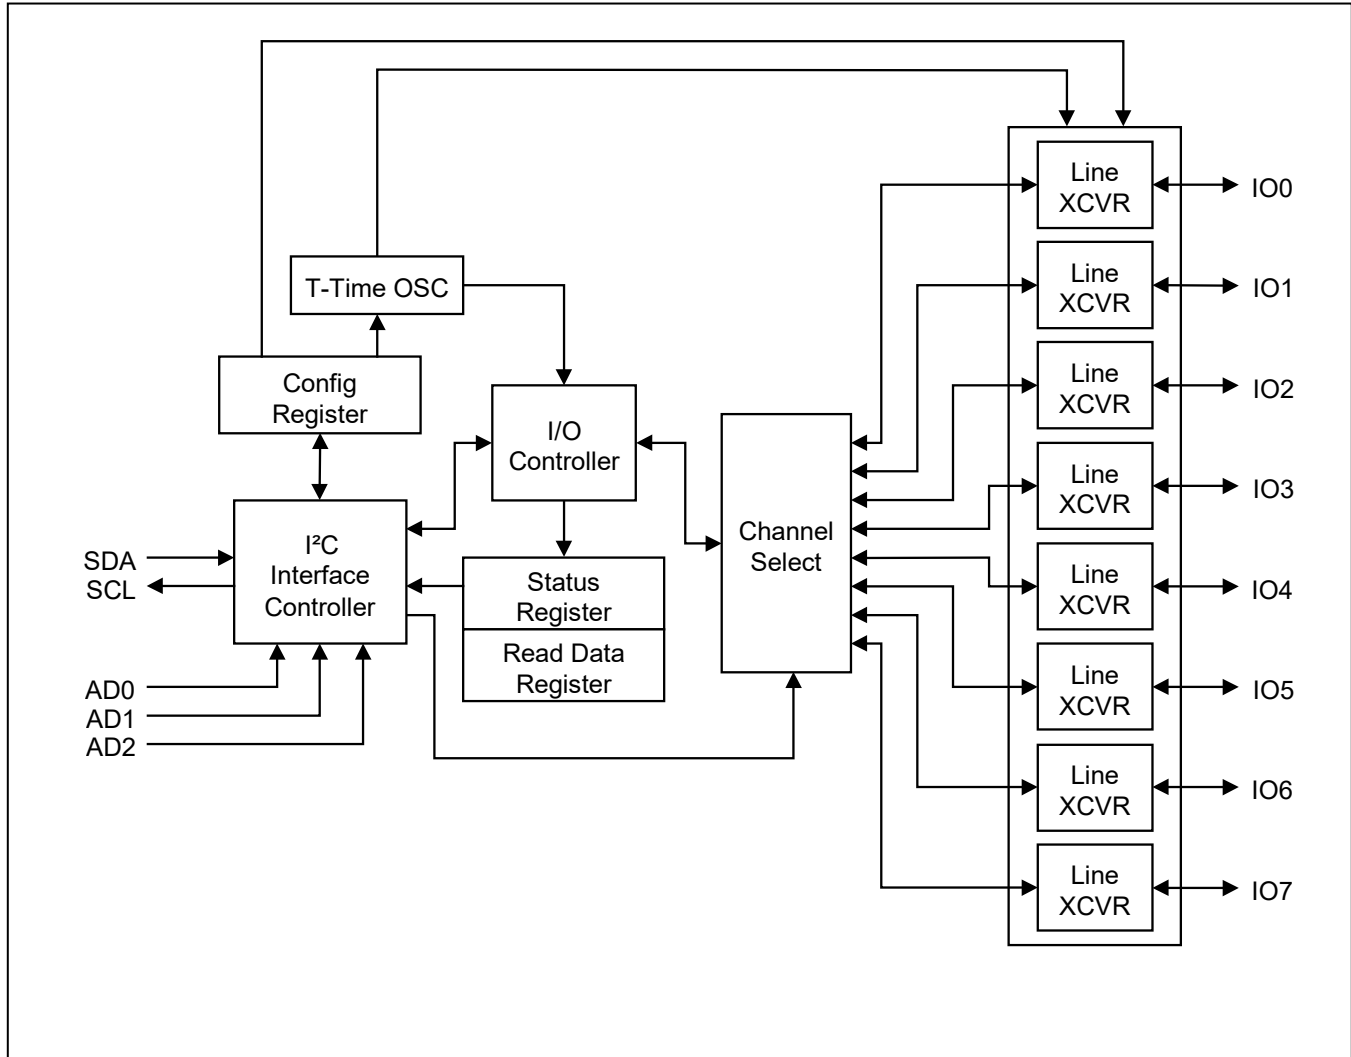 Line
XCVR
IO0
T-Time OSC
Line
XCVR
IO1
Config
Register
Line
XCVR
IO2
I/O
Controller
Line
XCVR
IO3
Channel
Select
I²C
Interface
Controller
SDA
SCL
Status
Register
Line
XCVR
IO4
Read Data
Register
AD0
AD1
AD2
Line
XCVR
IO5
Line
XCVR
IO6
Line
XCVR
IO7